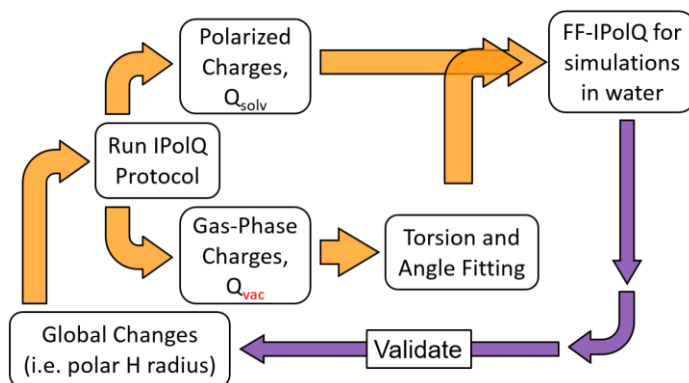 Polarized
Charges,
Qsolv
FF-IPolQ for
simulations
in water
Run IPolQ
Protocol
Gas-Phase
Charges,
Qvac
Torsion and
Angle Fitting
Global Changes
(i.e. polar H radius)
Validate